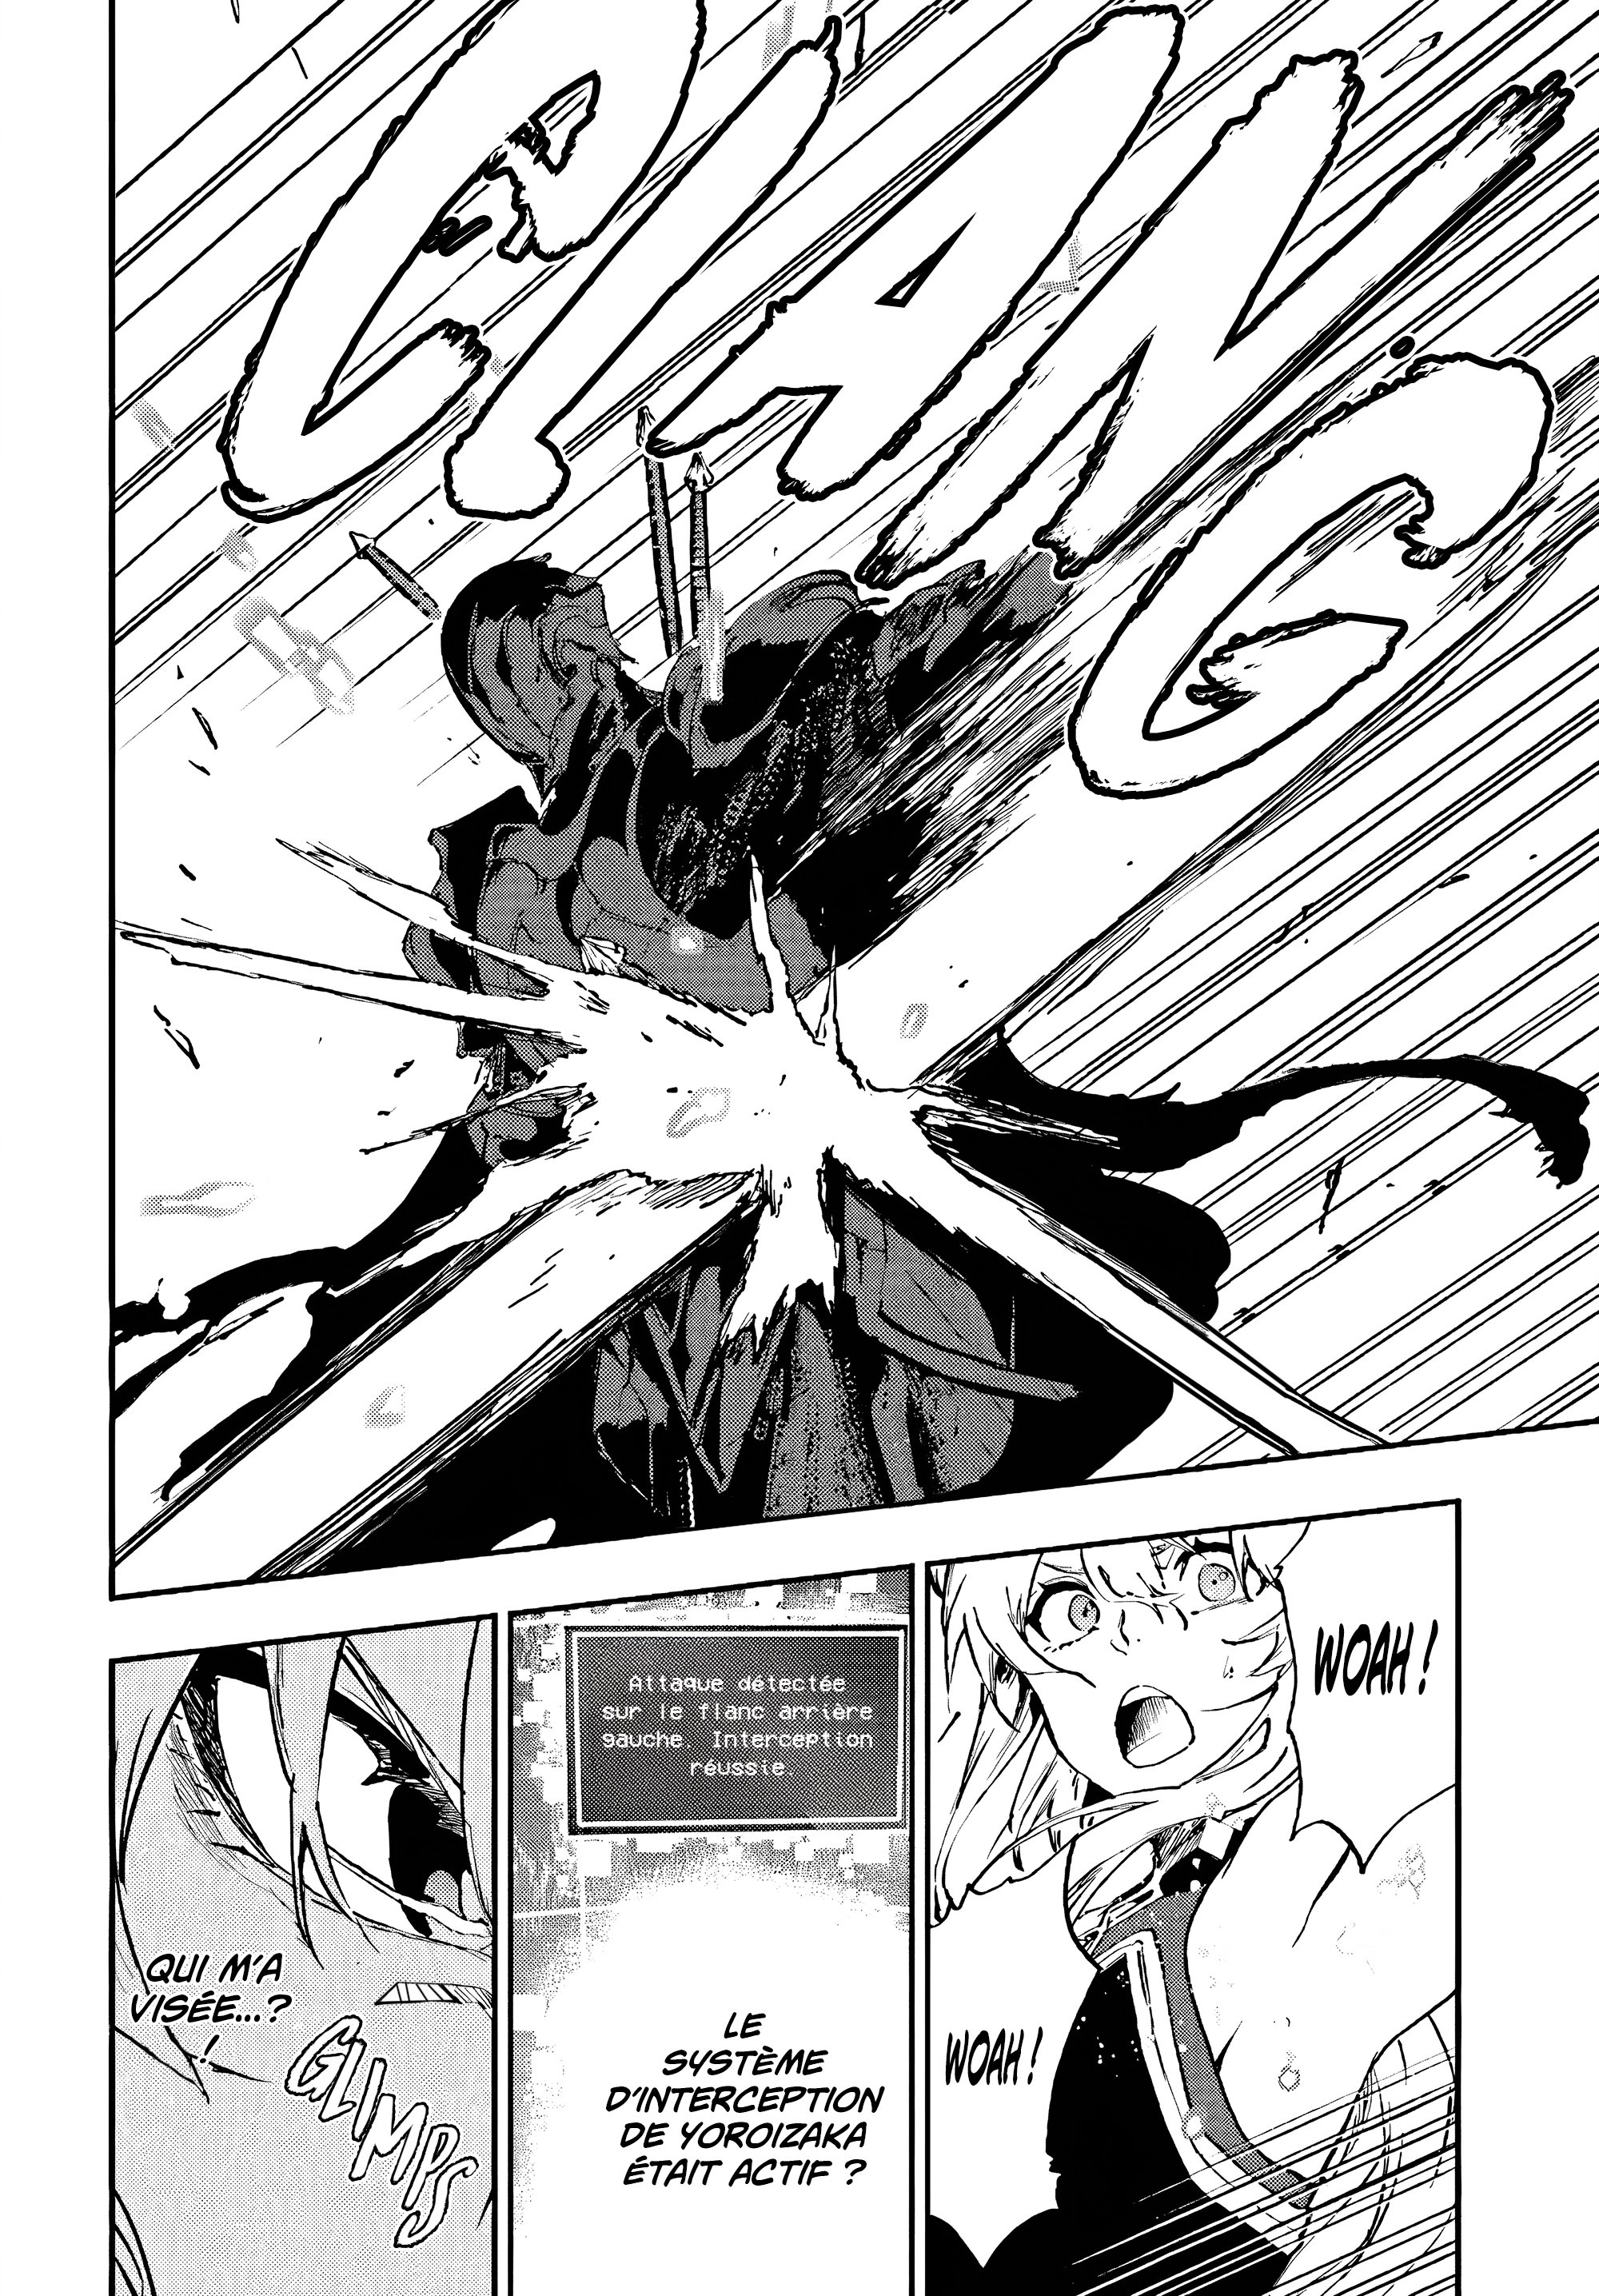 CLANG
WOAH !
WOAH !
Attaque détectée
sur le flanc arrière
gauche. Interception
réussie.
LE
SYSTÈME
D'INTERCEPTION
DE YOROIZAKA
ÉTAIT ACTIF ?
QUI M'A
VISÉE...?
!
GLIMPS